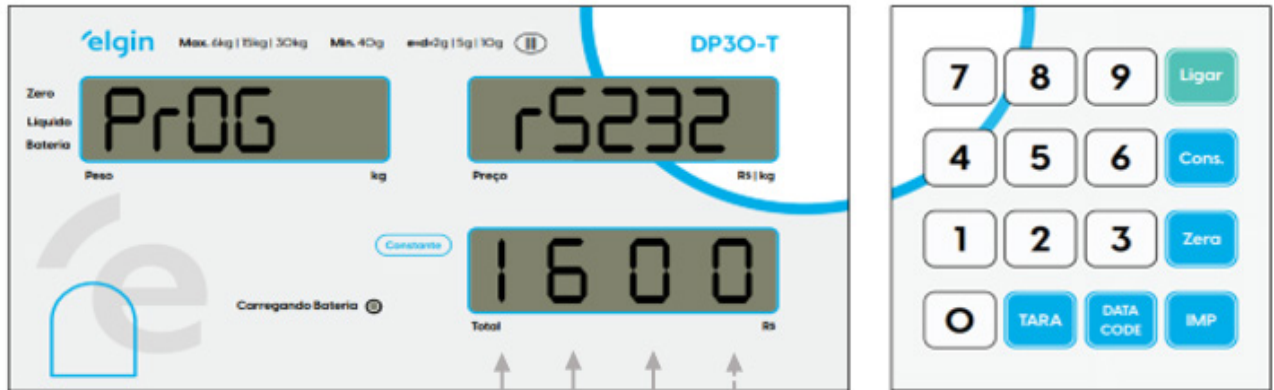 elgin Max. 6kg | 15kg | 30kg Min. 40g e=d=2g | 5g | 10g DP30-T
Zero
Líquido
Bateria
PrOG
rS232
Peso kg
Preço R$ | kg
Constante
1600
Carregando Bateria
Total R$
7 8 9 Ligar
4 5 6 Cons.
1 2 3 Zera
0 TARA DATA CODE IMP